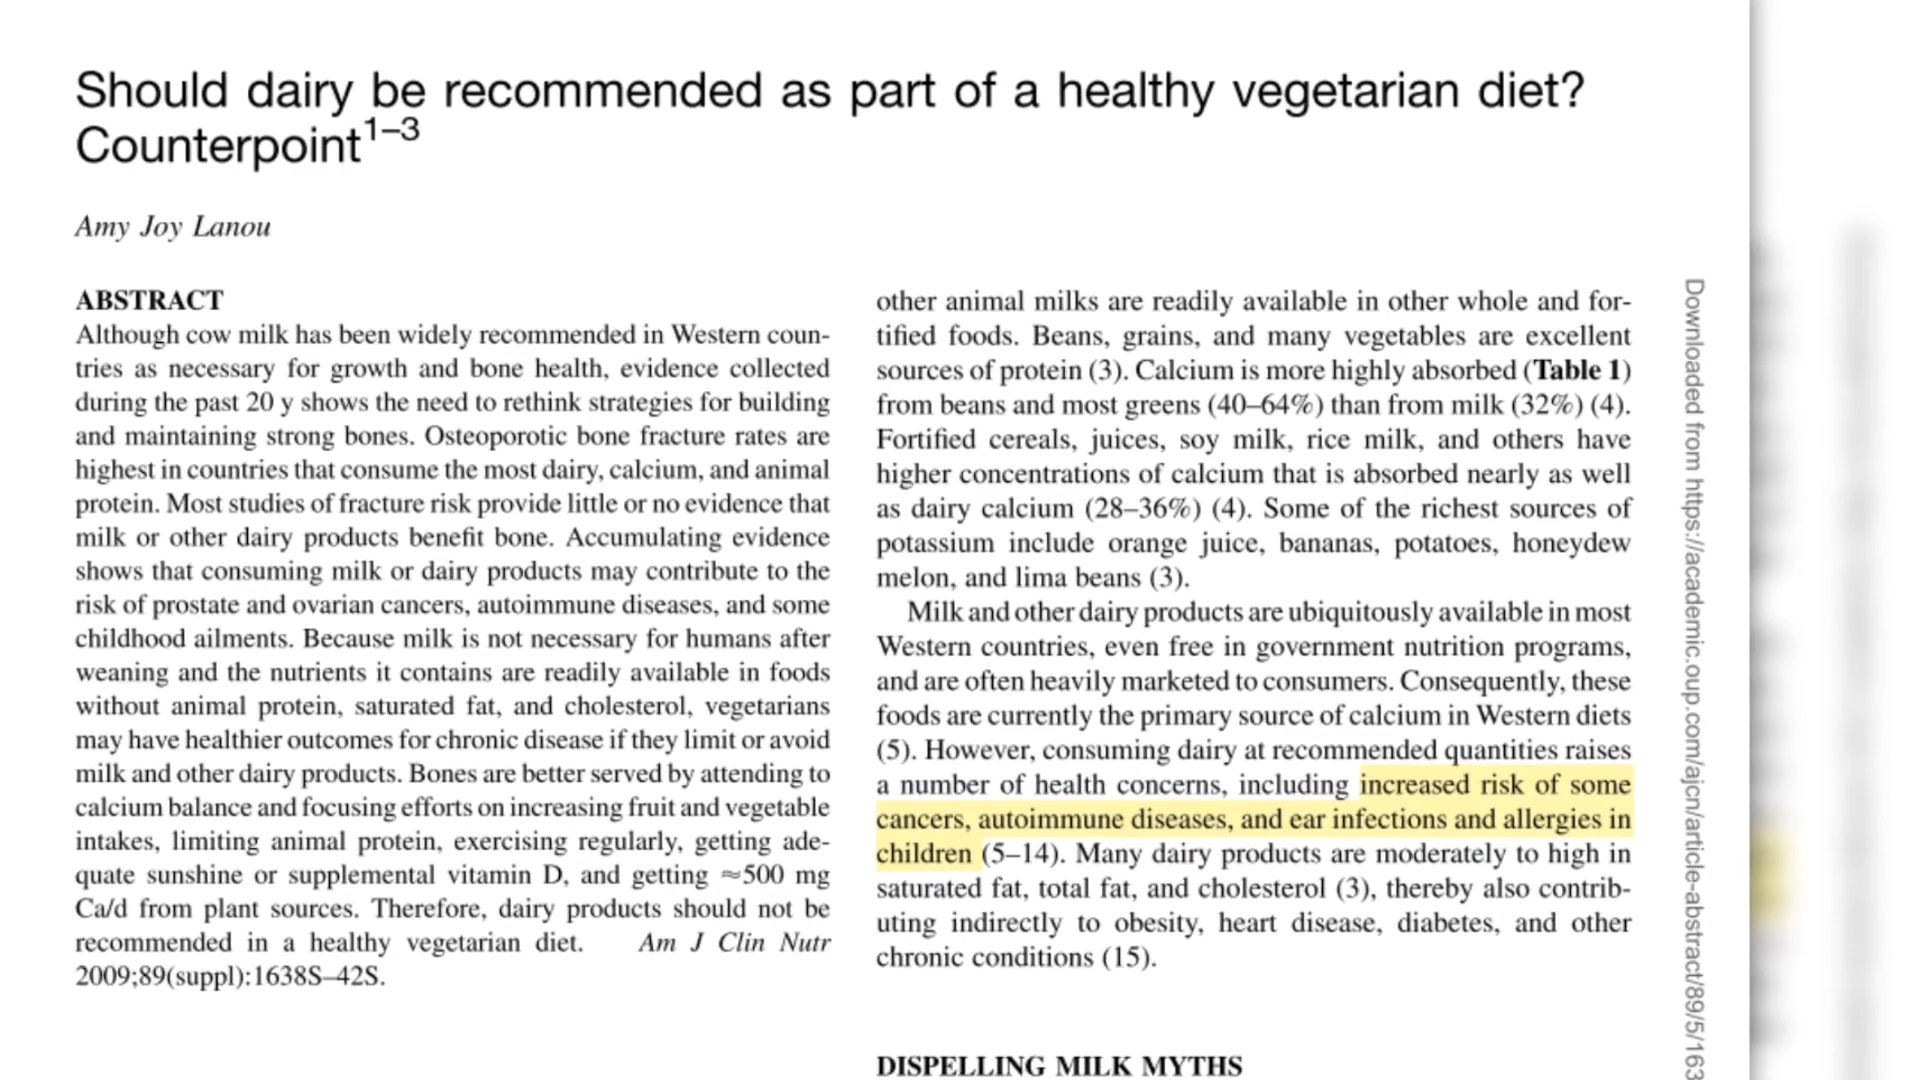 Should dairy be recommended as part of a healthy vegetarian diet?
Counterpoint1–3
Amy Joy Lanou
ABSTRACT
Although cow milk has been widely recommended in Western coun-
tries as necessary for growth and bone health, evidence collected
during the past 20 y shows the need to rethink strategies for building
and maintaining strong bones. Osteoporotic bone fracture rates are
highest in countries that consume the most dairy, calcium, and animal
protein. Most studies of fracture risk provide little or no evidence that
milk or other dairy products benefit bone. Accumulating evidence
shows that consuming milk or dairy products may contribute to the
risk of prostate and ovarian cancers, autoimmune diseases, and some
childhood ailments. Because milk is not necessary for humans after
weaning and the nutrients it contains are readily available in foods
without animal protein, saturated fat, and cholesterol, vegetarians
may have healthier outcomes for chronic disease if they limit or avoid
milk and other dairy products. Bones are better served by attending to
calcium balance and focusing efforts on increasing fruit and vegetable
intakes, limiting animal protein, exercising regularly, getting ade-
quate sunshine or supplemental vitamin D, and getting ≈500 mg
Ca/d from plant sources. Therefore, dairy products should not be
recommended in a healthy vegetarian diet. Am J Clin Nutr
2009;89(suppl):1638S–42S.
other animal milks are readily available in other whole and for-
tified foods. Beans, grains, and many vegetables are excellent
sources of protein (3). Calcium is more highly absorbed (Table 1)
from beans and most greens (40–64%) than from milk (32%) (4).
Fortified cereals, juices, soy milk, rice milk, and others have
higher concentrations of calcium that is absorbed nearly as well
as dairy calcium (28–36%) (4). Some of the richest sources of
potassium include orange juice, bananas, potatoes, honeydew
melon, and lima beans (3).
Milk and other dairy products are ubiquitously available in most
Western countries, even free in government nutrition programs,
and are often heavily marketed to consumers. Consequently, these
foods are currently the primary source of calcium in Western diets
(5). However, consuming dairy at recommended quantities raises
a number of health concerns, including increased risk of some
cancers, autoimmune diseases, and ear infections and allergies in
children (5–14). Many dairy products are moderately to high in
saturated fat, total fat, and cholesterol (3), thereby also contrib-
uting indirectly to obesity, heart disease, diabetes, and other
chronic conditions (15).
DISPELLING MILK MYTHS
Downloaded from https://academic.oup.com/ajcn/article-abstract/89/5/163